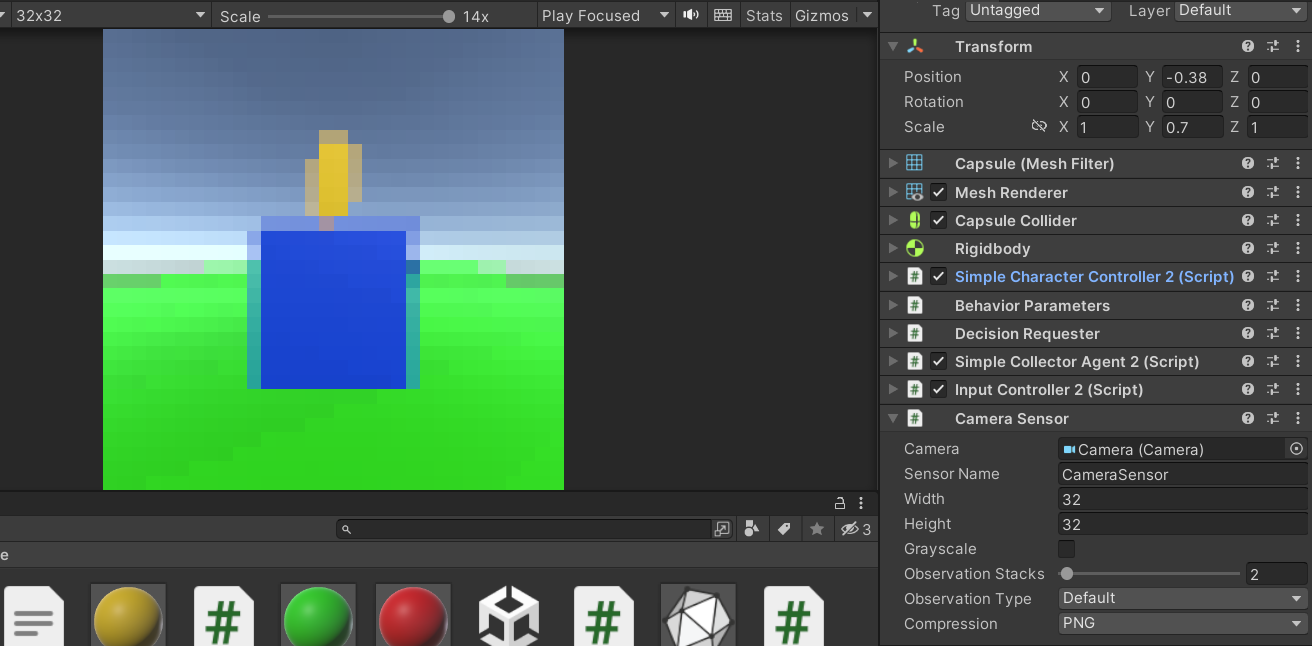 32x32 Scale 14x Play Focused Stats Gizmos
Tag Untagged Layer Default
Transform
Position X 0 Y -0.38 Z 0
Rotation X 0 Y 0 Z 0
Scale X 1 Y 0.7 Z 1
Capsule (Mesh Filter)
Mesh Renderer
Capsule Collider
Rigidbody
Simple Character Controller 2 (Script)
Behavior Parameters
Decision Requester
Simple Collector Agent 2 (Script)
Input Controller 2 (Script)
Camera Sensor
Camera Camera (Camera)
Sensor Name CameraSensor
Width 32
Height 32
Grayscale
Observation Stacks 2
Observation Type Default
Compression PNG
3
e